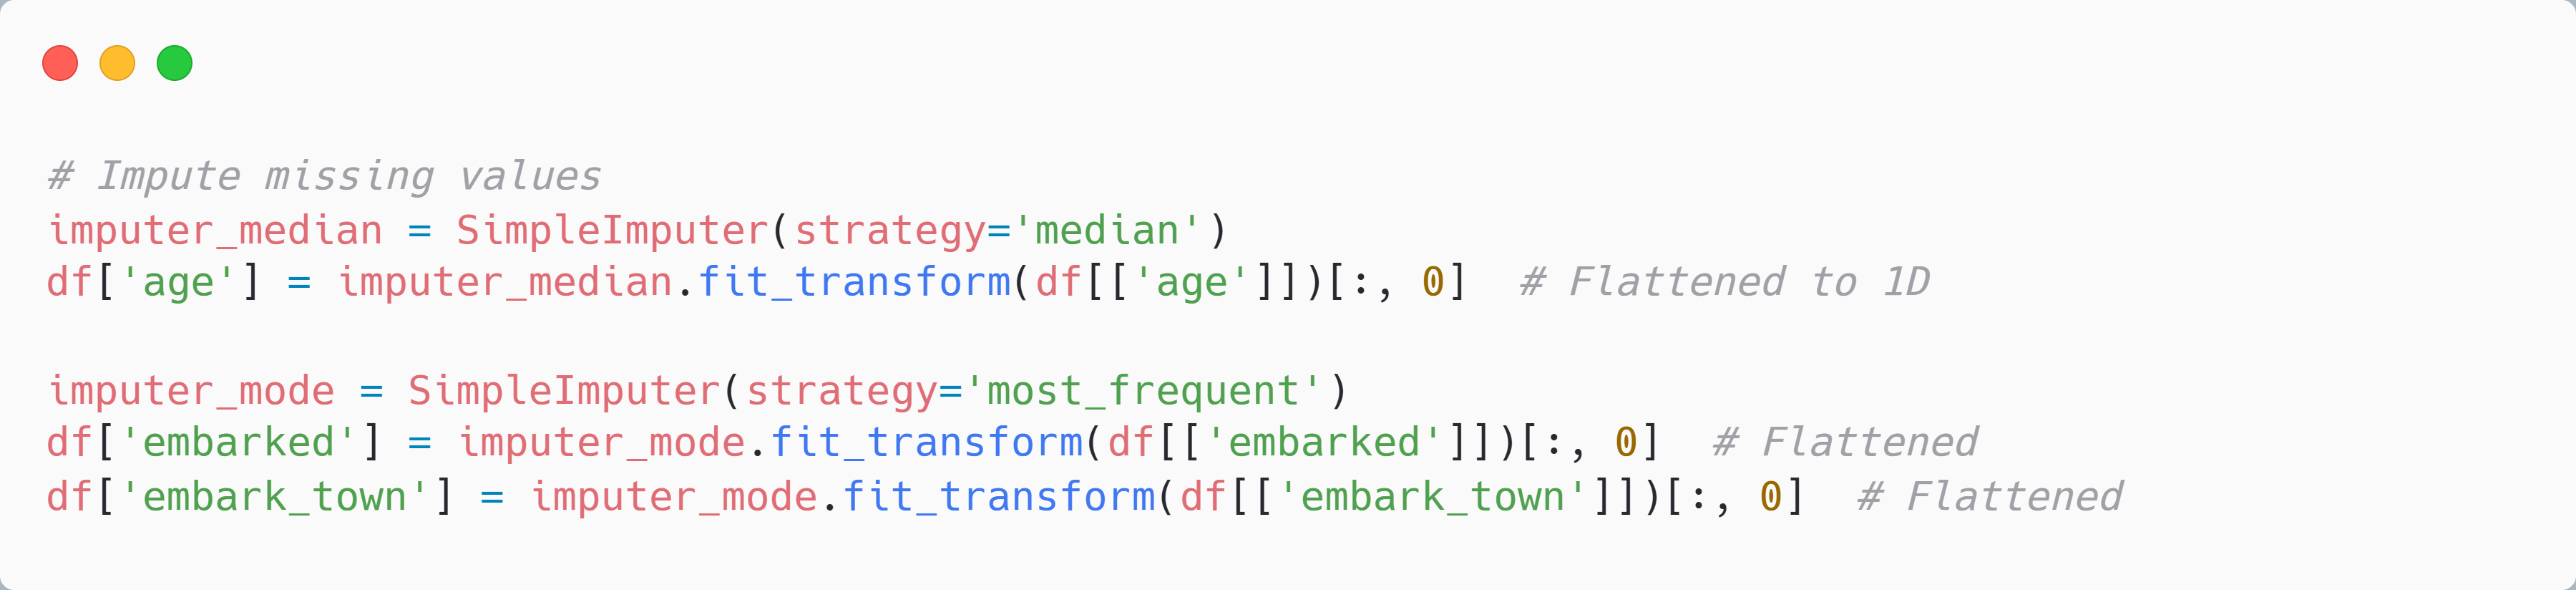 # Impute missing values
imputer_median = SimpleImputer(strategy='median')
df['age'] = imputer_median.fit_transform(df[['age']])[:, 0]  # Flattened to 1D
imputer_mode = SimpleImputer(strategy='most_frequent')
df['embarked'] = imputer_mode.fit_transform(df[['embarked']])[:, 0]  # Flattened
df['embark_town'] = imputer_mode.fit_transform(df[['embark_town']])[:, 0]  # Flattened